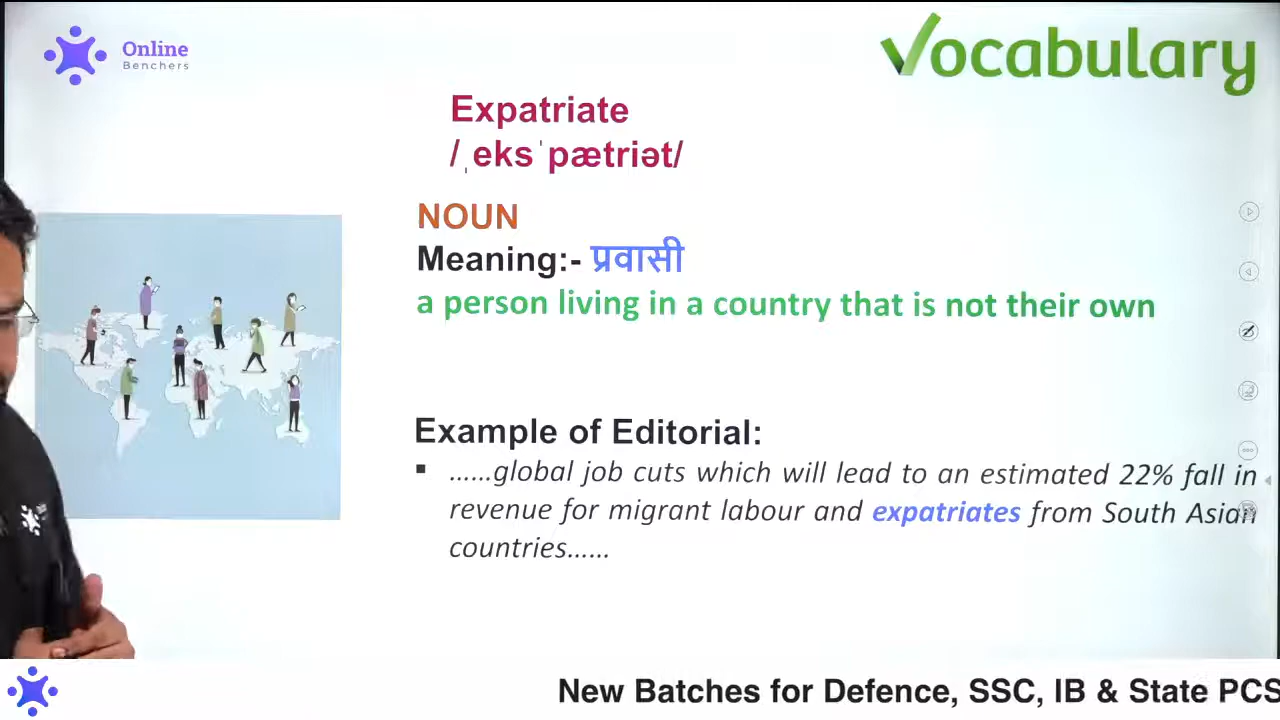 Online
Benchers
Vocabulary
Expatriate
/ˌeksˈpætriət/
NOUN
Meaning:- प्रवासी
a person living in a country that is not their own
Example of Editorial:
▪ ……global job cuts which will lead to an estimated 22% fall in
revenue for migrant labour and expatriates from South Asian
countries……
New Batches for Defence, SSC, IB & State PCS